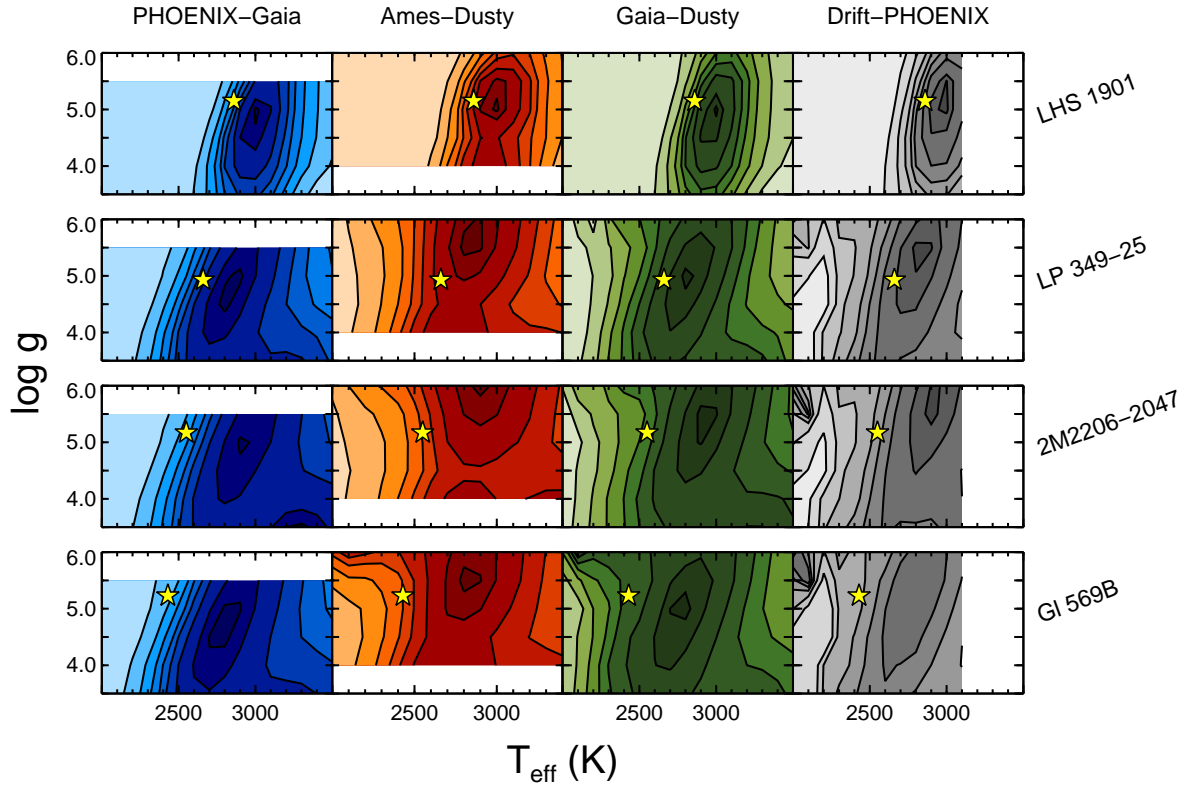 PHOENIX−Gaia Ames−Dusty Gaia−Dusty Drift−PHOENIX
6.0
5.0
4.0
LHS 1901
6.0
5.0
4.0
LP 349−25
6.0
5.0
4.0
2M2206−2047
6.0
5.0
4.0
Gl 569B
log g
2500 3000 2500 3000 2500 3000 2500 3000
Teff (K)